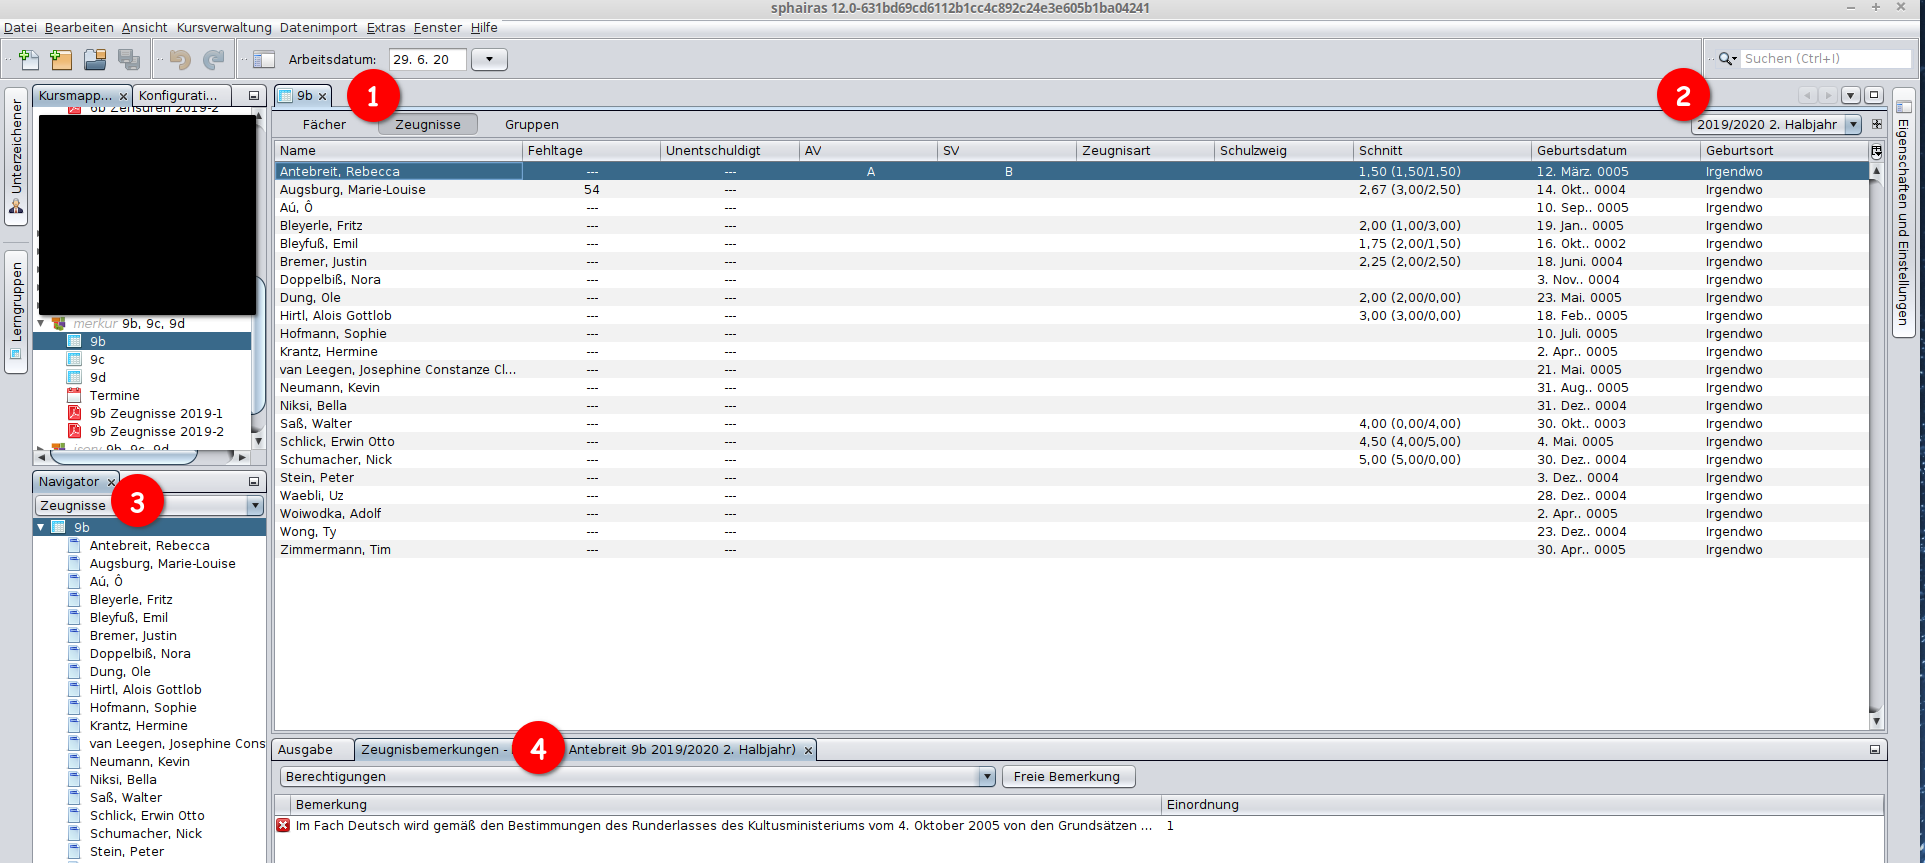 sphairas 12.0-631bd69cd6112b1cc4c892c24e3e605b1ba04241
Datei Bearbeiten Ansicht Kursverwaltung Datenimport Extras Fenster Hilfe
Arbeitsdatum: 29. 6. 20
Suchen (Ctrl+I)
Unterzeichener
Lerngruppen
Kursmapp... Konfigurati...
6b Zensuren 2019-2
merkur 9b, 9c, 9d
9b
9c
9d
Termine
9b Zeugnisse 2019-1
9b Zeugnisse 2019-2
iserv 9b, 9c, 9d
Navigator
3
Zeugnisse
9b
Antebreit, Rebecca
Augsburg, Marie-Louise
Aú, Ô
Bleyerle, Fritz
Bleyfuß, Emil
Bremer, Justin
Doppelbiß, Nora
Dung, Ole
Hirtl, Alois Gottlob
Hofmann, Sophie
Krantz, Hermine
van Leegen, Josephine Cons
Neumann, Kevin
Niksi, Bella
Saß, Walter
Schlick, Erwin Otto
Schumacher, Nick
Stein, Peter
9b
1
2
Fächer Zeugnisse Gruppen
2019/2020 2. Halbjahr
Name Fehltage Unentschuldigt AV SV Zeugnisart Schulzweig Schnitt Geburtsdatum Geburtsort
Antebreit, Rebecca --- --- A B 1,50 (1,50/1,50) 12. März. 0005 Irgendwo
Augsburg, Marie-Louise 54 --- 2,67 (3,00/2,50) 14. Okt.. 0004 Irgendwo
Aú, Ô --- --- 10. Sep.. 0005 Irgendwo
Bleyerle, Fritz --- --- 2,00 (1,00/3,00) 19. Jan.. 0005 Irgendwo
Bleyfuß, Emil --- --- 1,75 (2,00/1,50) 16. Okt.. 0002 Irgendwo
Bremer, Justin --- --- 2,25 (2,00/2,50) 18. Juni. 0004 Irgendwo
Doppelbiß, Nora --- --- 3. Nov.. 0004 Irgendwo
Dung, Ole --- --- 2,00 (2,00/0,00) 23. Mai. 0005 Irgendwo
Hirtl, Alois Gottlob --- --- 3,00 (3,00/0,00) 18. Feb.. 0005 Irgendwo
Hofmann, Sophie --- --- 10. Juli. 0005 Irgendwo
Krantz, Hermine --- --- 2. Apr.. 0005 Irgendwo
van Leegen, Josephine Constanze Cl... --- --- 21. Mai. 0005 Irgendwo
Neumann, Kevin --- --- 31. Aug.. 0005 Irgendwo
Niksi, Bella --- --- 31. Dez.. 0004 Irgendwo
Saß, Walter --- --- 4,00 (0,00/4,00) 30. Okt.. 0003 Irgendwo
Schlick, Erwin Otto --- --- 4,50 (4,00/5,00) 4. Mai. 0005 Irgendwo
Schumacher, Nick --- --- 5,00 (5,00/0,00) 30. Dez.. 0004 Irgendwo
Stein, Peter --- --- 3. Dez.. 0004 Irgendwo
Waebli, Uz --- --- 28. Dez.. 0004 Irgendwo
Woiwodka, Adolf --- --- 2. Apr.. 0005 Irgendwo
Wong, Ty --- --- 23. Dez.. 0004 Irgendwo
Zimmermann, Tim --- --- 30. Apr.. 0005 Irgendwo
Eigenschaften und Einstellungen
Ausgabe Zeugnisbemerkungen - 4 Antebreit 9b 2019/2020 2. Halbjahr)
Berechtigungen Freie Bemerkung
Bemerkung Einordnung
Im Fach Deutsch wird gemäß den Bestimmungen des Runderlasses des Kultusministeriums vom 4. Oktober 2005 von den Grundsätzen ... 1